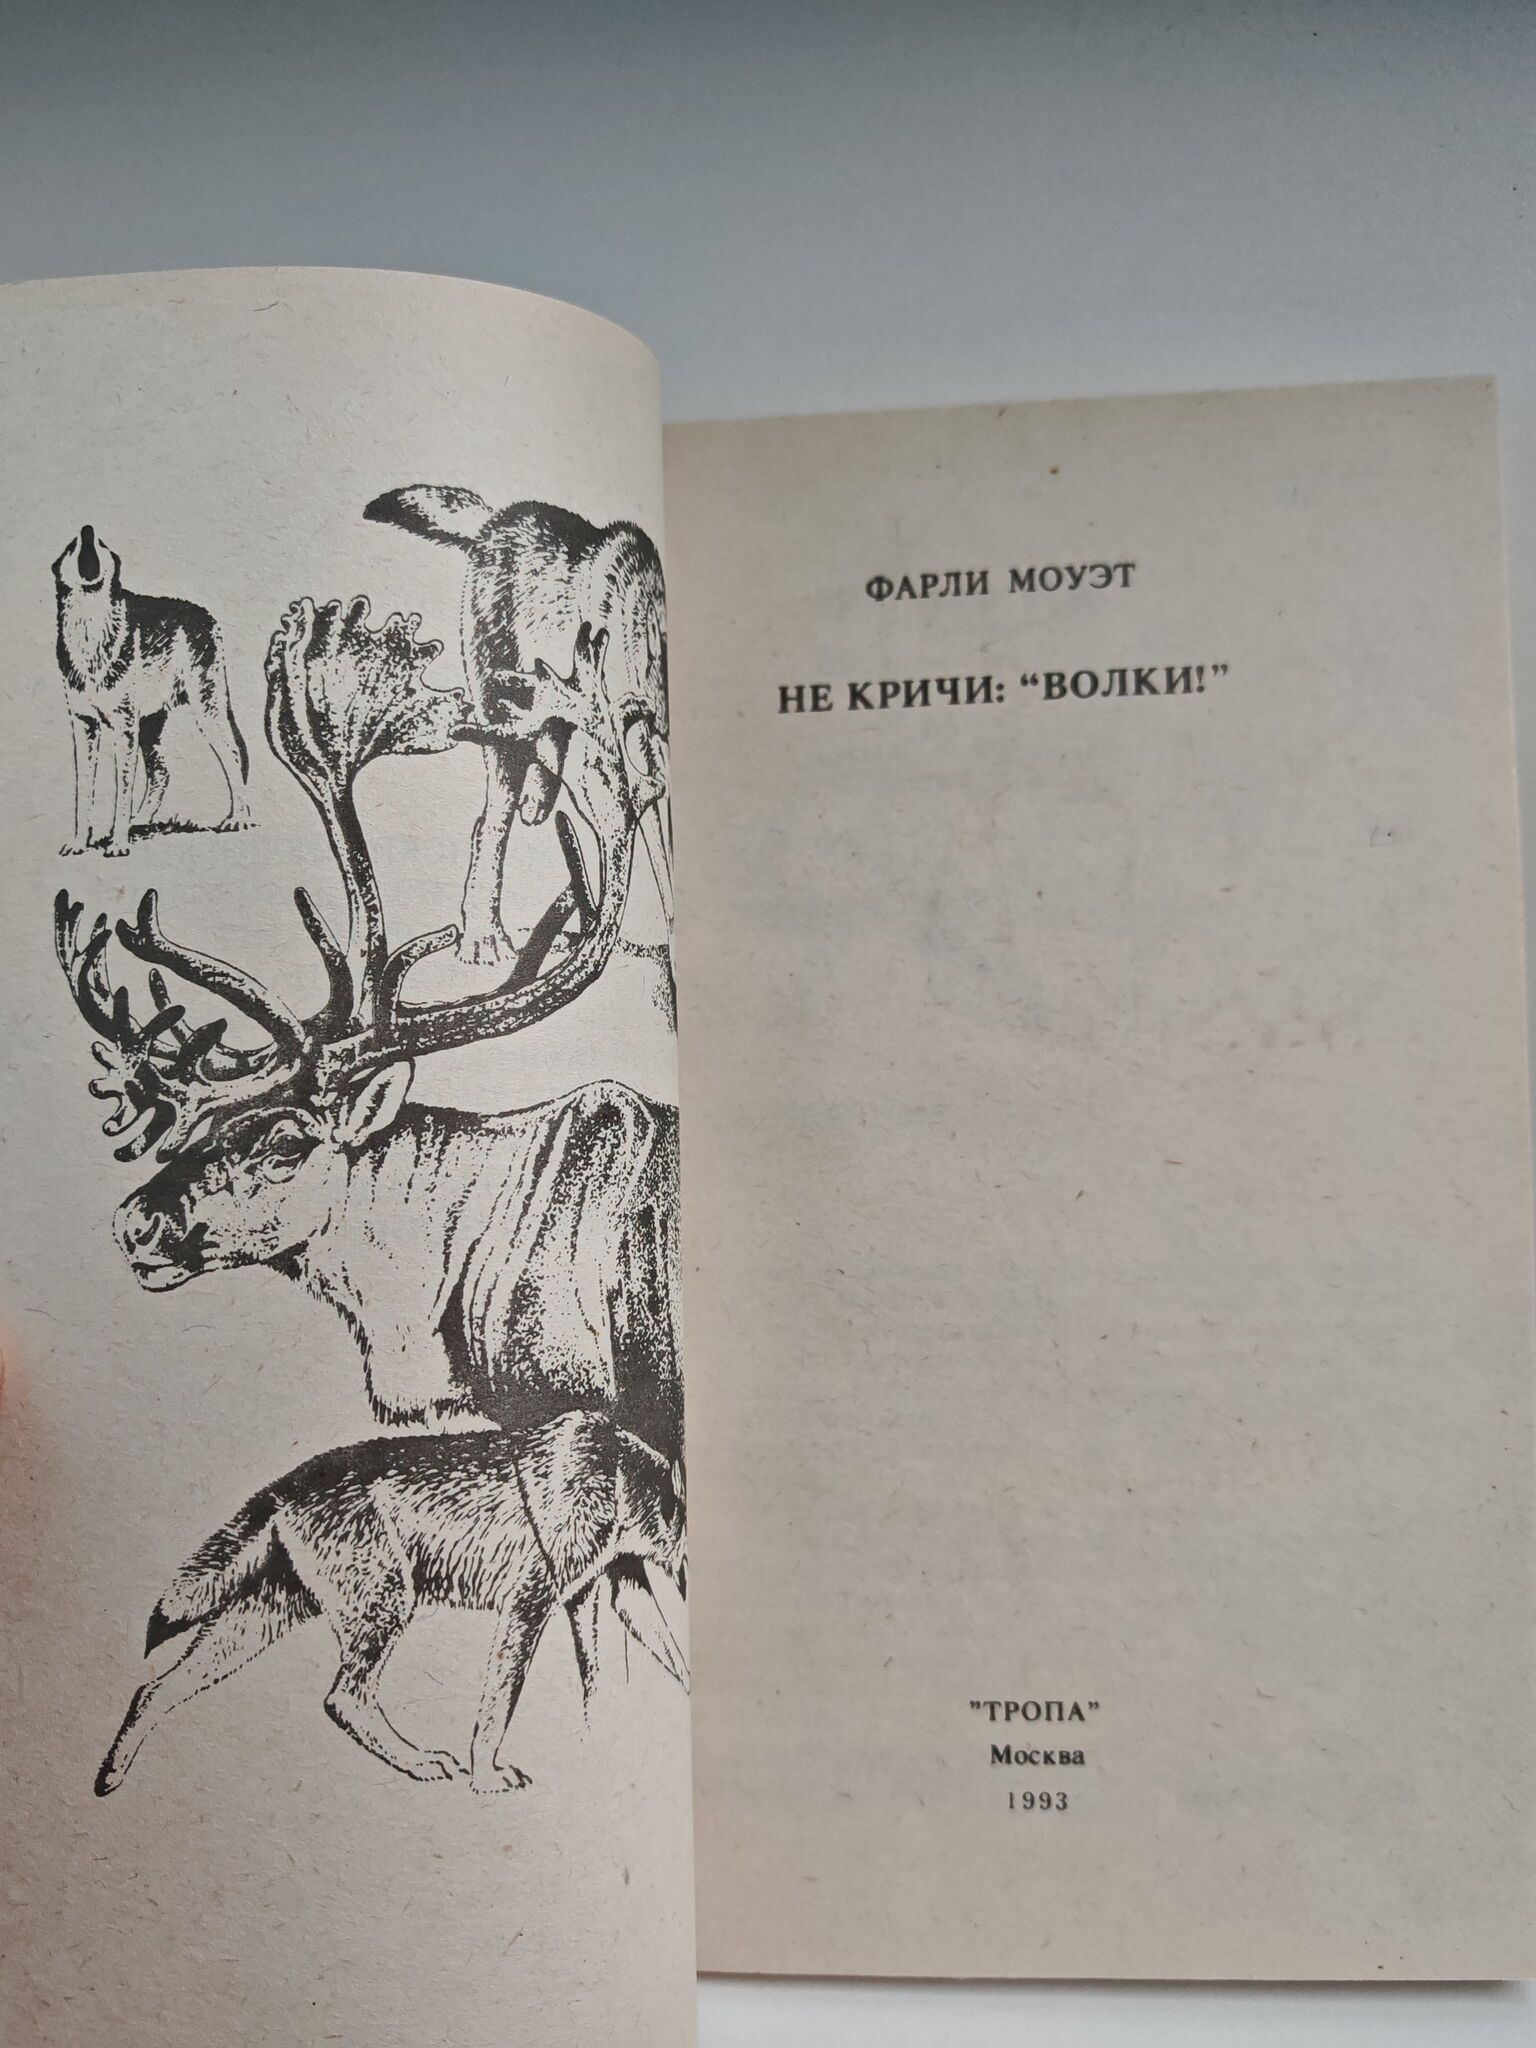 ФАРЛИ МОУЭТ
НЕ КРИЧИ: “ВОЛКИ!”
"ТРОПА"
Москва
1993